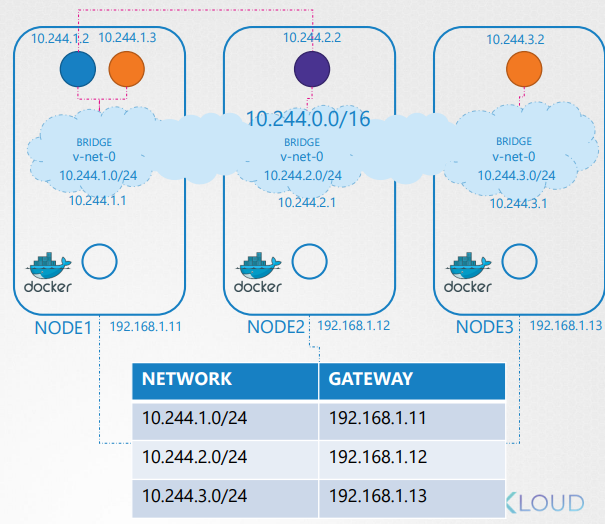 10.244.1.2 10.244.1.3
10.244.2.2
10.244.3.2
10.244.0.0/16
BRIDGE
v-net-0
10.244.1.0/24
10.244.1.1
BRIDGE
v-net-0
10.244.2.0/24
10.244.2.1
BRIDGE
v-net-0
10.244.3.0/24
10.244.3.1
docker
docker
docker
NODE1 192.168.1.11
NODE2 192.168.1.12
NODE3 192.168.1.13
NETWORK GATEWAY
10.244.1.0/24 192.168.1.11
10.244.2.0/24 192.168.1.12
10.244.3.0/24 192.168.1.13
KLOUD